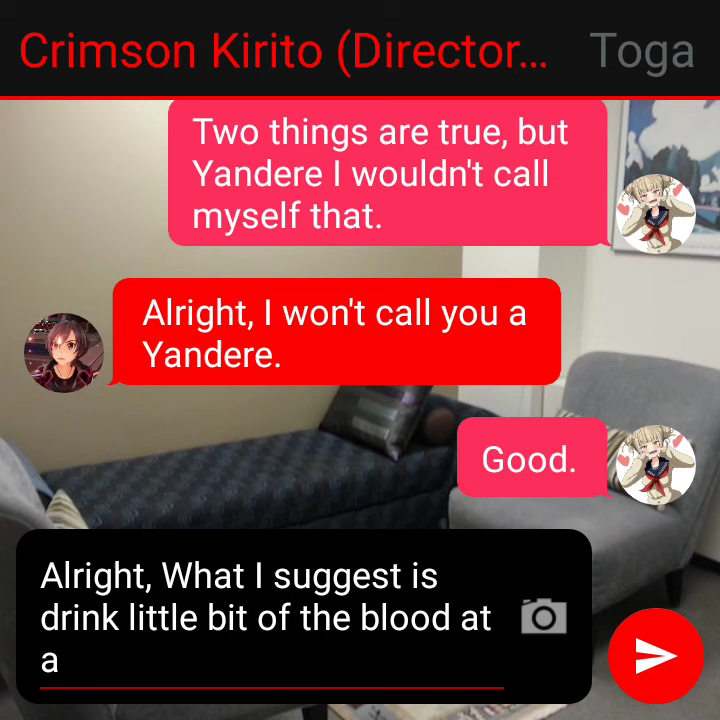 Crimson Kirito (Director... Toga
Two things are true, but
Yandere I wouldn't call
myself that.
Alright, I won't call you a
Yandere.
Good.
Alright, What I suggest is
drink little bit of the blood at
a